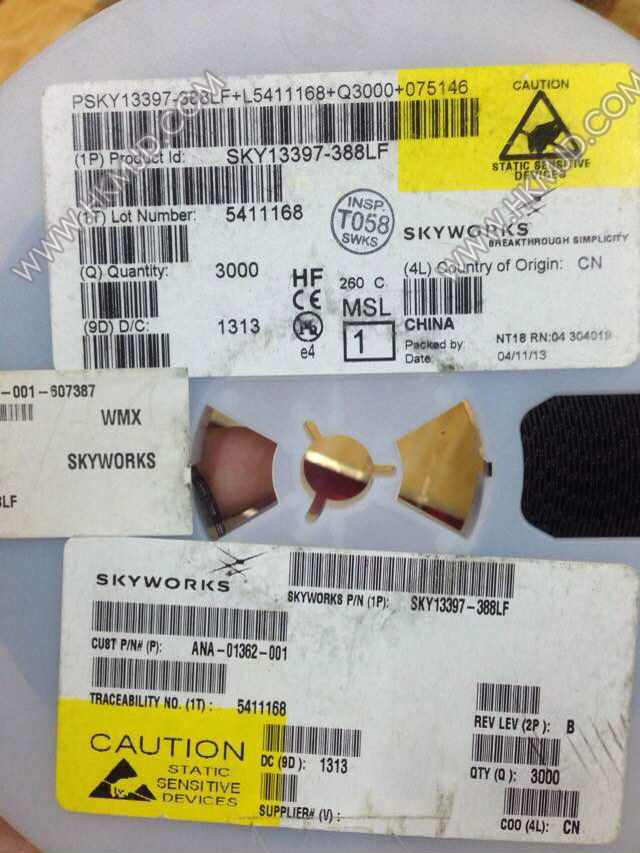 PSKY13397-388LF+L5411168+Q3000+075146
CAUTION
STATIC SENSITIVE
DEVICES
(1P) Product Id: SKY13397-388LF
(1T) Lot Number: 5411168
INSP.
T058
SWKS
SKYWORKS
BREAKTHROUGH SIMPLICITY
(Q) Quantity: 3000
HF
260 C
(4L) Country of Origin: CN
CE
MSL
1
(9D) D/C: 1313
Pb
e4
CHINA
Packed by: NT18 RN:04 304019
Date: 04/11/13
-001-607387
WMX
SKYWORKS
LF
SKYWORKS
SKYWORKS P/N (1P): SKY13397-388LF
CUST P/N# (P): ANA-01362-001
TRACEABILITY NO. (1T) : 5411168
REV LEV (2P) : B
CAUTION
STATIC
SENSITIVE
DEVICES
DC (9D) : 1313
QTY (Q) : 3000
SUPPLIER# (V) :
COO (4L): CN
WWW.HKMJD.COM
WWW.HKMJD.COM